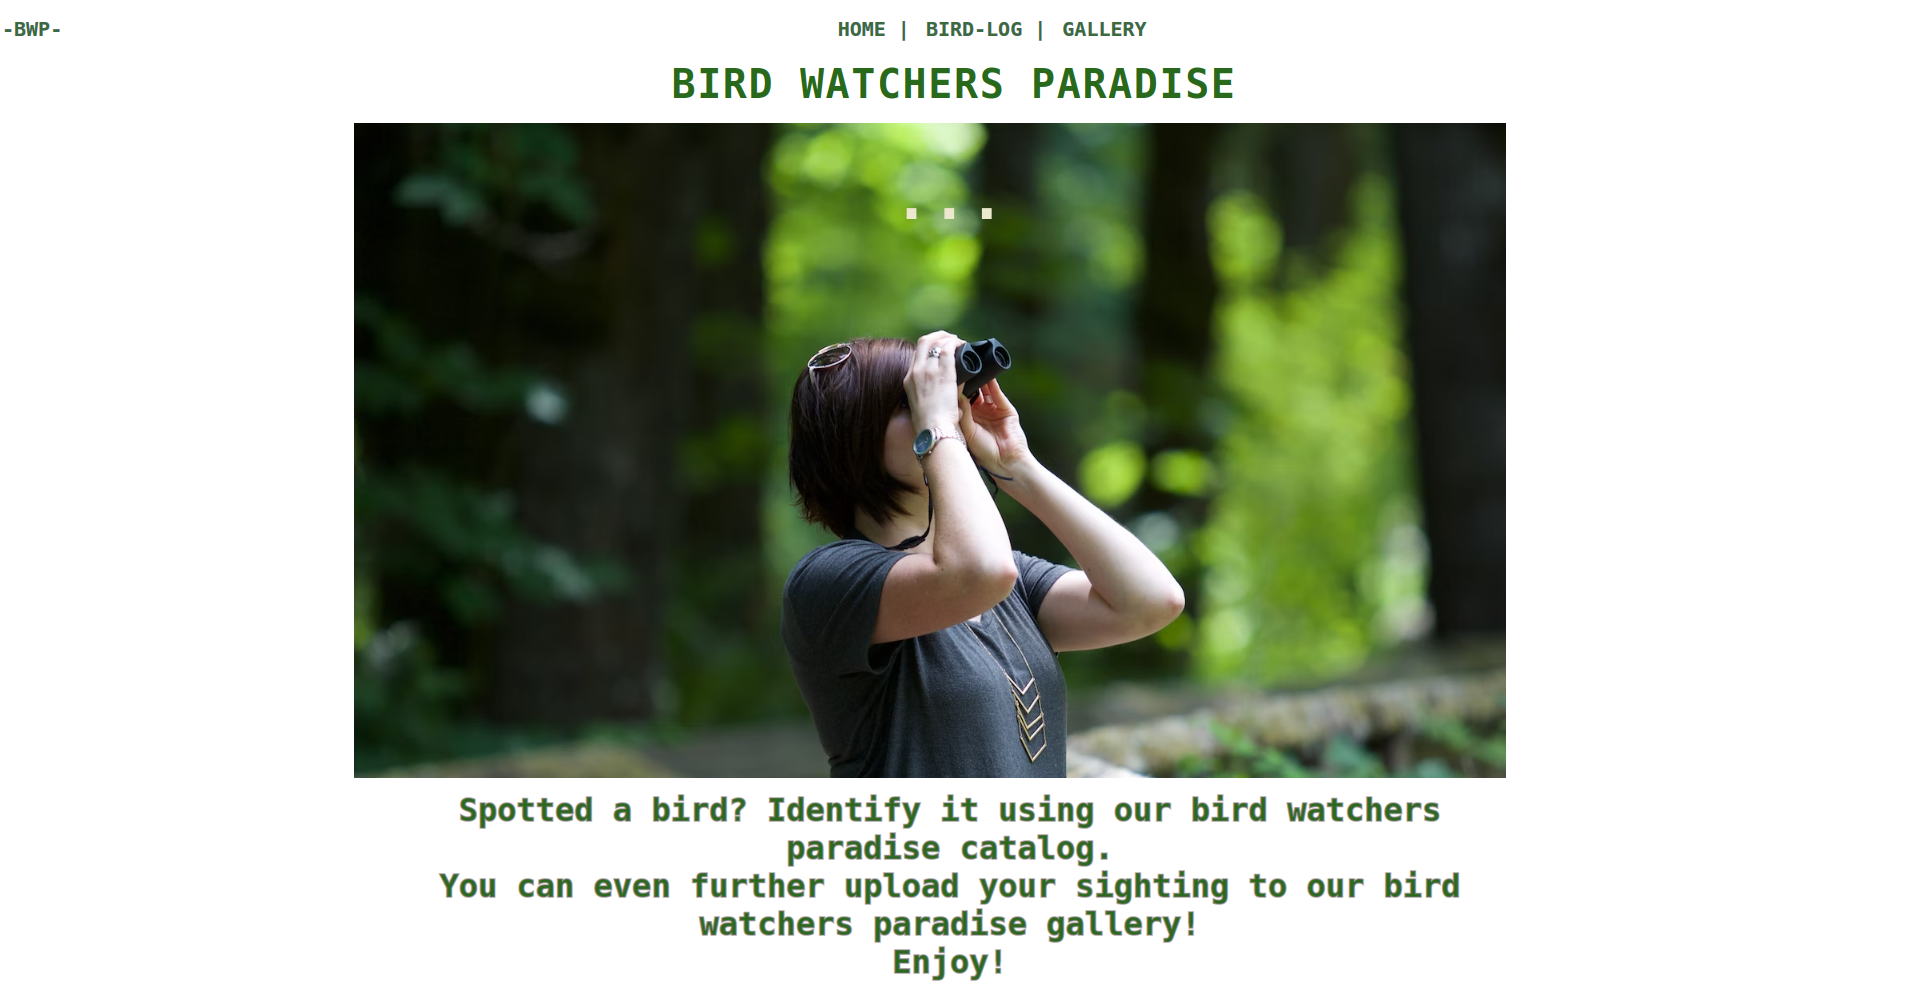 -BWP-
HOME | BIRD-LOG | GALLERY
BIRD WATCHERS PARADISE
...
Spotted a bird? Identify it using our bird watchers
paradise catalog.
You can even further upload your sighting to our bird
watchers paradise gallery!
Enjoy!